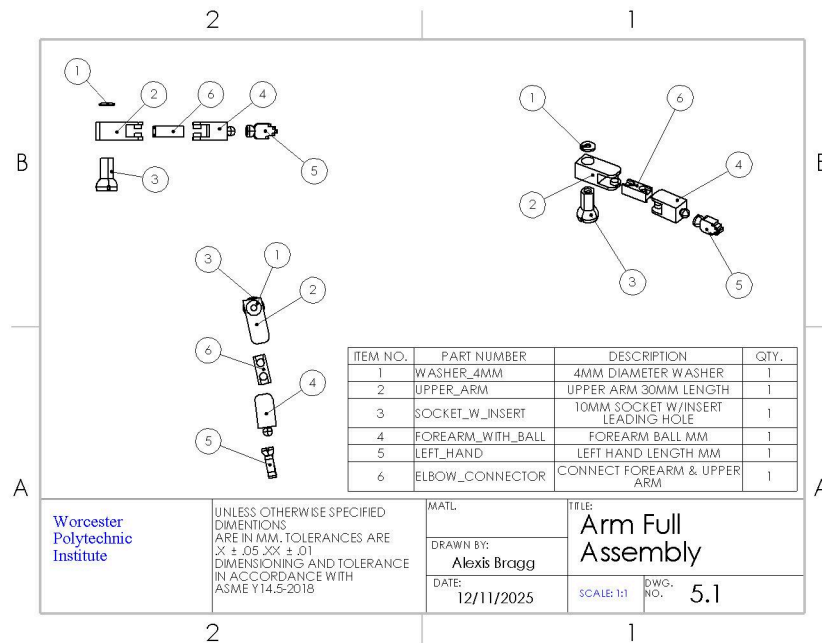 2 1
1 2 6 4
B
3 5
1 6
4
2
3 5
B
3 1
2
6
4
5
ITEM NO. PART NUMBER DESCRIPTION QTY.
1 WASHER_4MM 4MM DIAMETER WASHER 1
2 UPPER_ARM UPPER ARM 30MM LENGTH 1
3 SOCKET_W_INSERT 10MM SOCKET W/INSERT
LEADING HOLE 1
4 FOREARM_WITH_BALL FOREARM BALL MM 1
5 LEFT_HAND LEFT HAND LENGTH MM 1
6 ELBOW_CONNECTOR CONNECT FOREARM & UPPER
ARM 1
A A
Worcester
Polytechnic
Institute
UNLESS OTHERWISE SPECIFIED
DIMENTIONS
ARE IN MM. TOLERANCES ARE
.X ± .05 .XX ± .01
DIMENSIONING AND TOLERANCE
IN ACCORDANCE WITH
ASME Y14.5-2018
MATL.
DRAWN BY:
Alexis Bragg
DATE:
12/11/2025
TITLE:
Arm Full
Assembly
SCALE: 1:1
DWG.
NO. 5.1
2 1